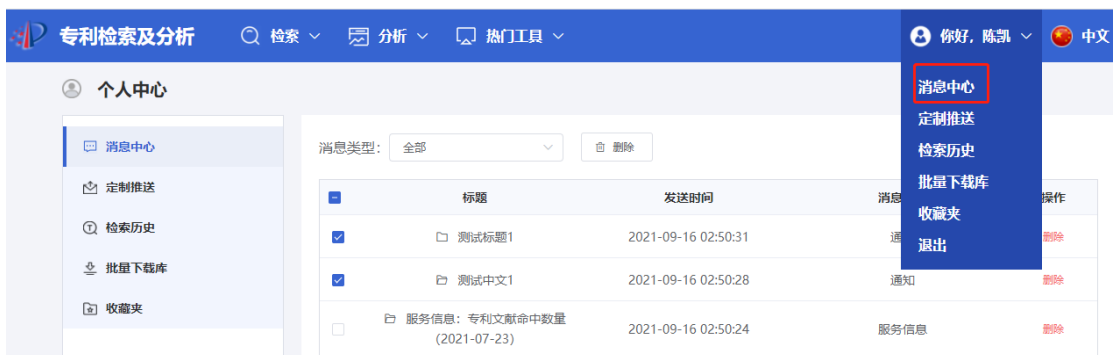 专利检索及分析 检索 分析 热门工具 你好，陈凯 中文
个人中心
消息中心
定制推送
检索历史
批量下载库
收藏夹
退出
消息中心
定制推送
检索历史
批量下载库
收藏夹
消息类型： 全部 删除
标题 发送时间 消息 操作
测试标题1 2021-09-16 02:50:31 通 删除
测试中文1 2021-09-16 02:50:28 通知 删除
服务信息：专利文献命中数量
(2021-07-23) 2021-09-16 02:50:24 服务信息 删除